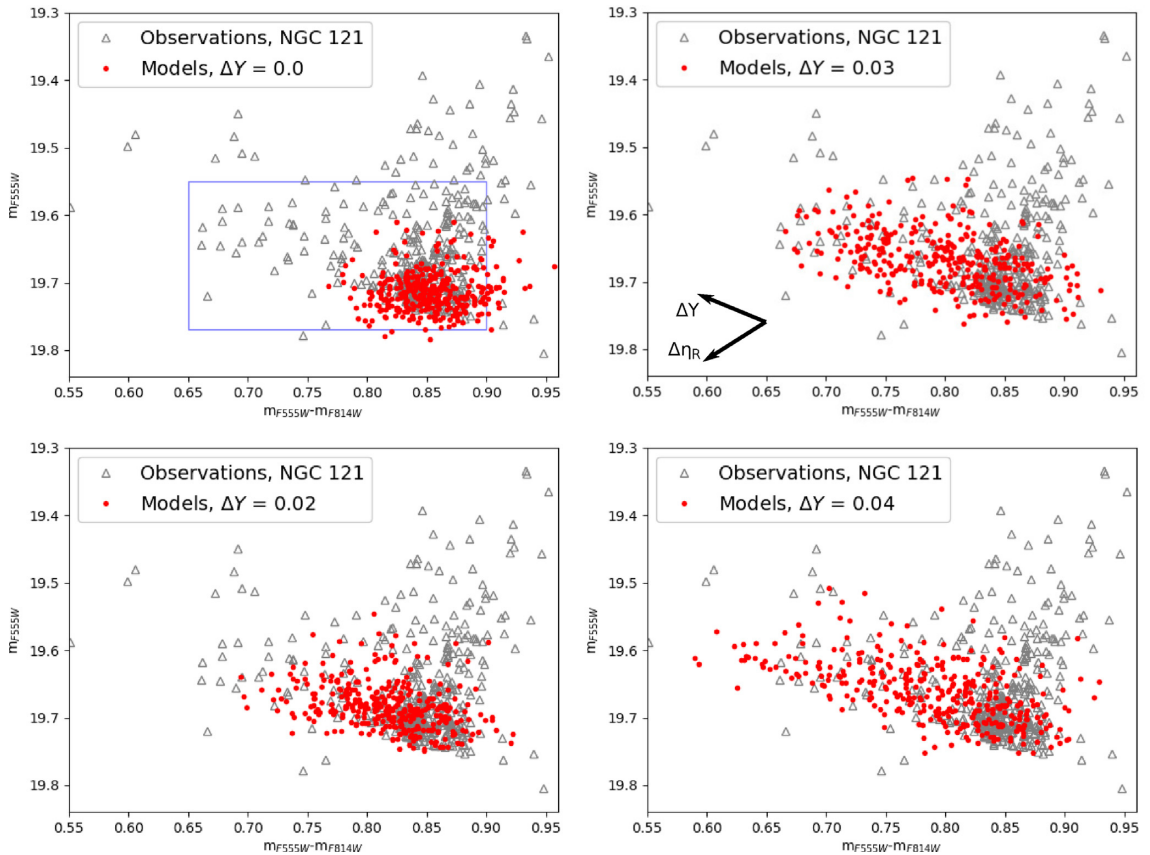 19.3
19.4
19.5
19.6
19.7
19.8
△ Observations, NGC 121
● Models, ΔY = 0.0
0.55 0.60 0.65 0.70 0.75 0.80 0.85 0.90 0.95
m_F555W-m_F814W
m_F555W
19.3
19.4
19.5
19.6
19.7
19.8
△ Observations, NGC 121
● Models, ΔY = 0.03
ΔY
Δη_R
0.55 0.60 0.65 0.70 0.75 0.80 0.85 0.90 0.95
m_F555W-m_F814W
m_F555W
19.3
19.4
19.5
19.6
19.7
19.8
△ Observations, NGC 121
● Models, ΔY = 0.02
0.55 0.60 0.65 0.70 0.75 0.80 0.85 0.90 0.95
m_F555W-m_F814W
m_F555W
19.3
19.4
19.5
19.6
19.7
19.8
△ Observations, NGC 121
● Models, ΔY = 0.04
0.55 0.60 0.65 0.70 0.75 0.80 0.85 0.90 0.95
m_F555W-m_F814W
m_F555W